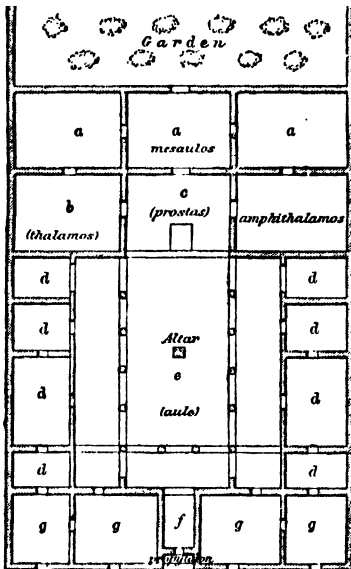 Garden
a a a
mesaulos
b c
(prostas) amphithalamos
(thalamos)
d d
d d
Altar
e
d d
(aule)
d d
g g f g g